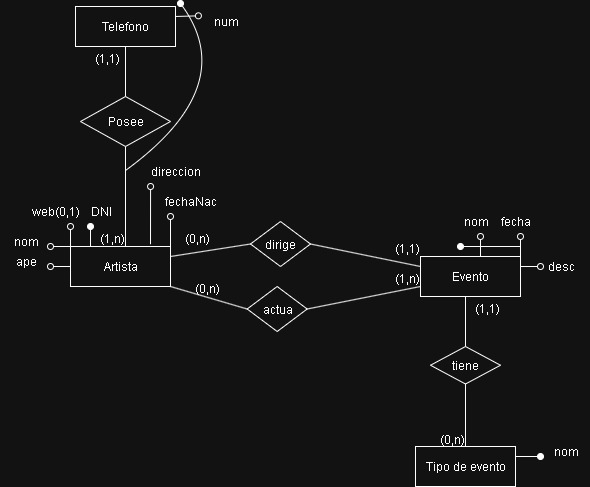 Telefono
num
(1,1)
Posee
direccion
fechaNac
web(0,1)
DNI
nom
(1,n)
(0,n)
ape
Artista
dirige
nom
fecha
(1,1)
Evento
desc
(0,n)
(1,n)
actua
(1,1)
tiene
(0,n)
nom
Tipo de evento